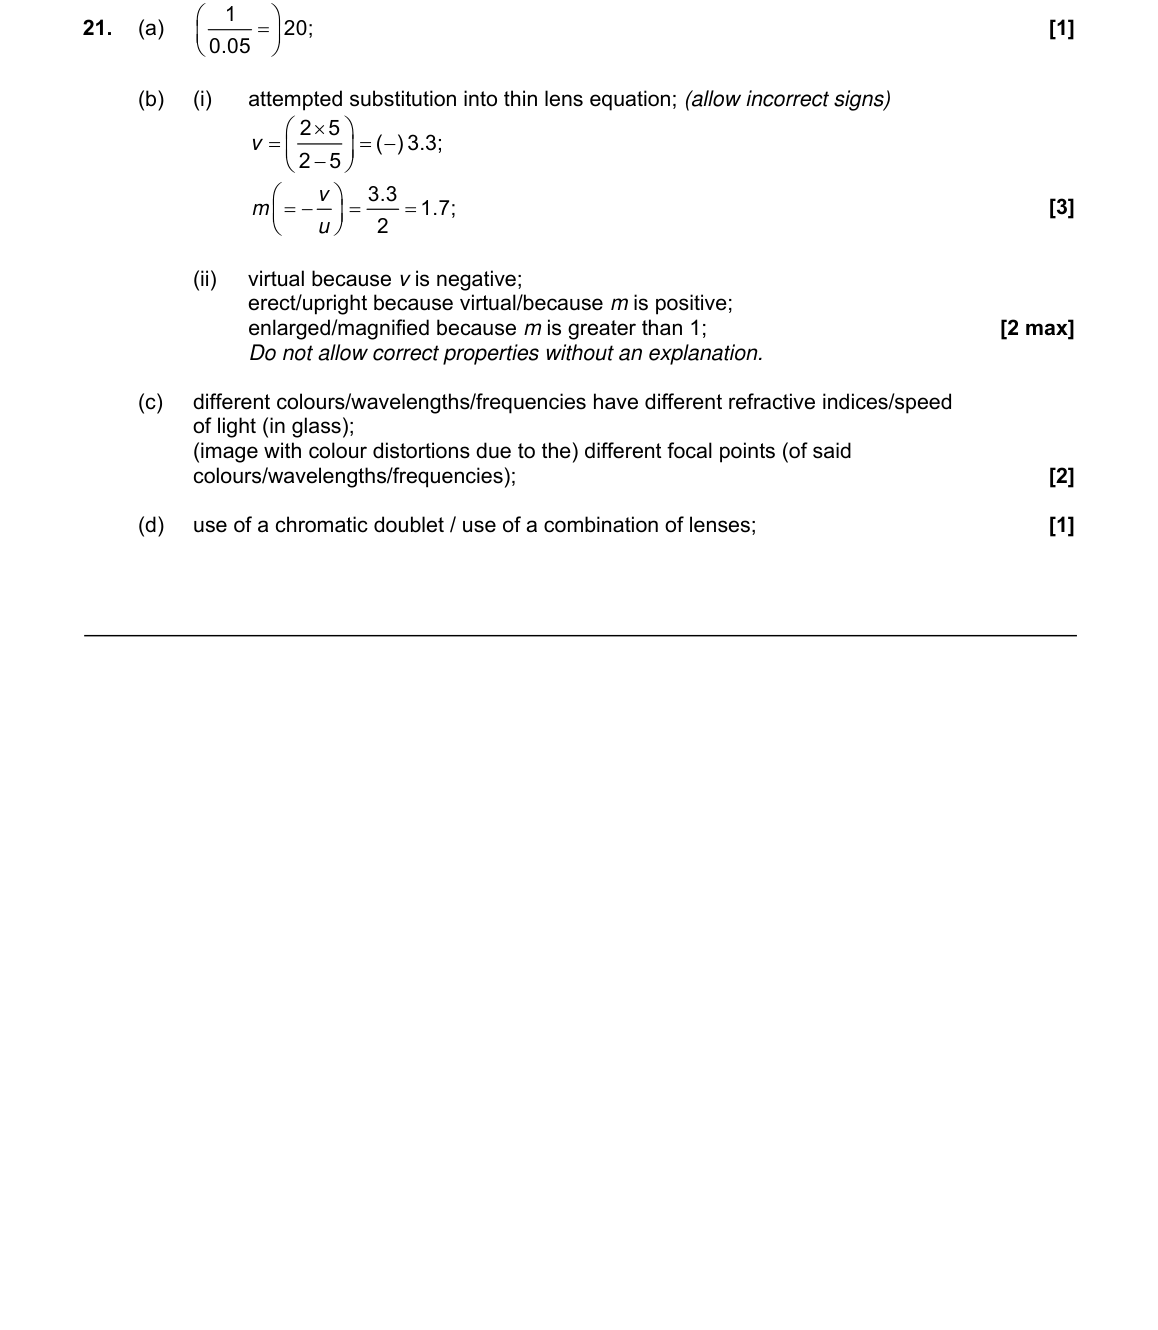 21. (a) (1/0.05 =) 20; [1]
(b) (i) attempted substitution into thin lens equation; (allow incorrect signs)
v = (2×5/2−5) = (−) 3.3;
m (= −v/u) = 3.3/2 = 1.7; [3]
(ii) virtual because v is negative;
erect/upright because virtual/because m is positive;
enlarged/magnified because m is greater than 1; [2 max]
Do not allow correct properties without an explanation.
(c) different colours/wavelengths/frequencies have different refractive indices/speed
of light (in glass);
(image with colour distortions due to the) different focal points (of said
colours/wavelengths/frequencies); [2]
(d) use of a chromatic doublet / use of a combination of lenses; [1]